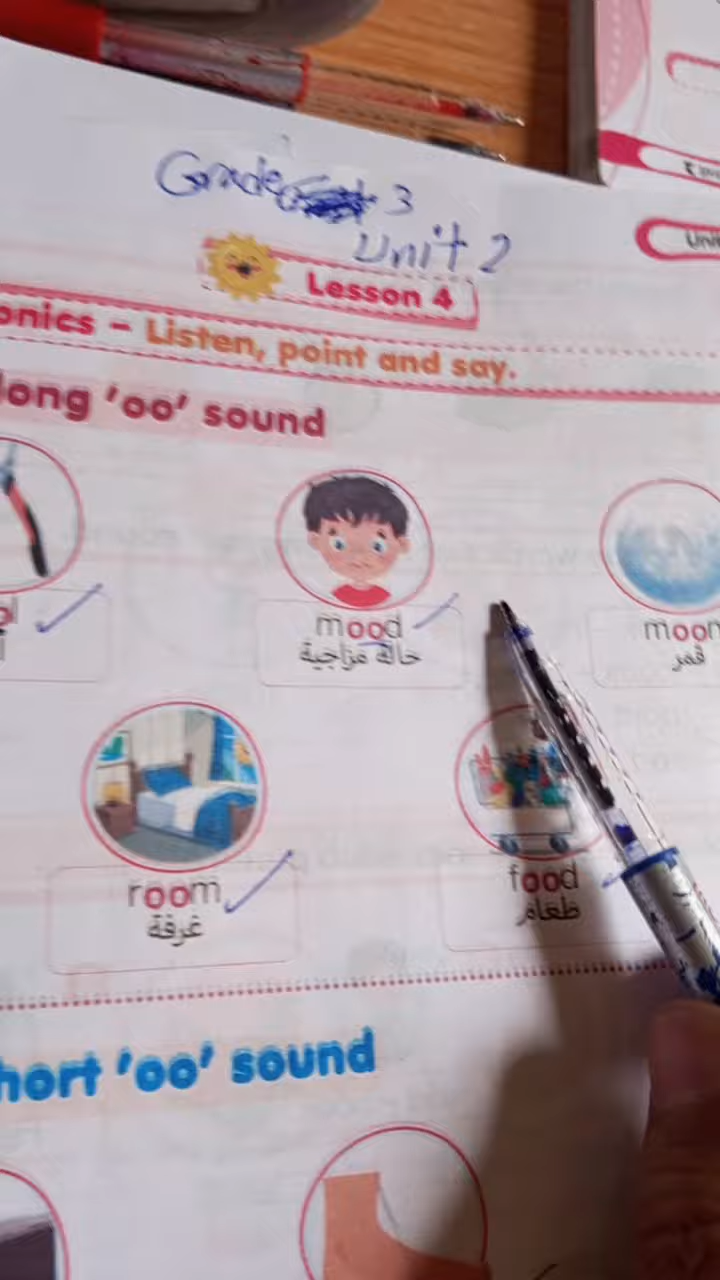 Grade 3
Unit 2
Lesson 4
onics - Listen, point and say.
long 'oo' sound
mood
حالة مزاجية
moon
قمر
room
غرفة
food
طعام
hort 'oo' sound